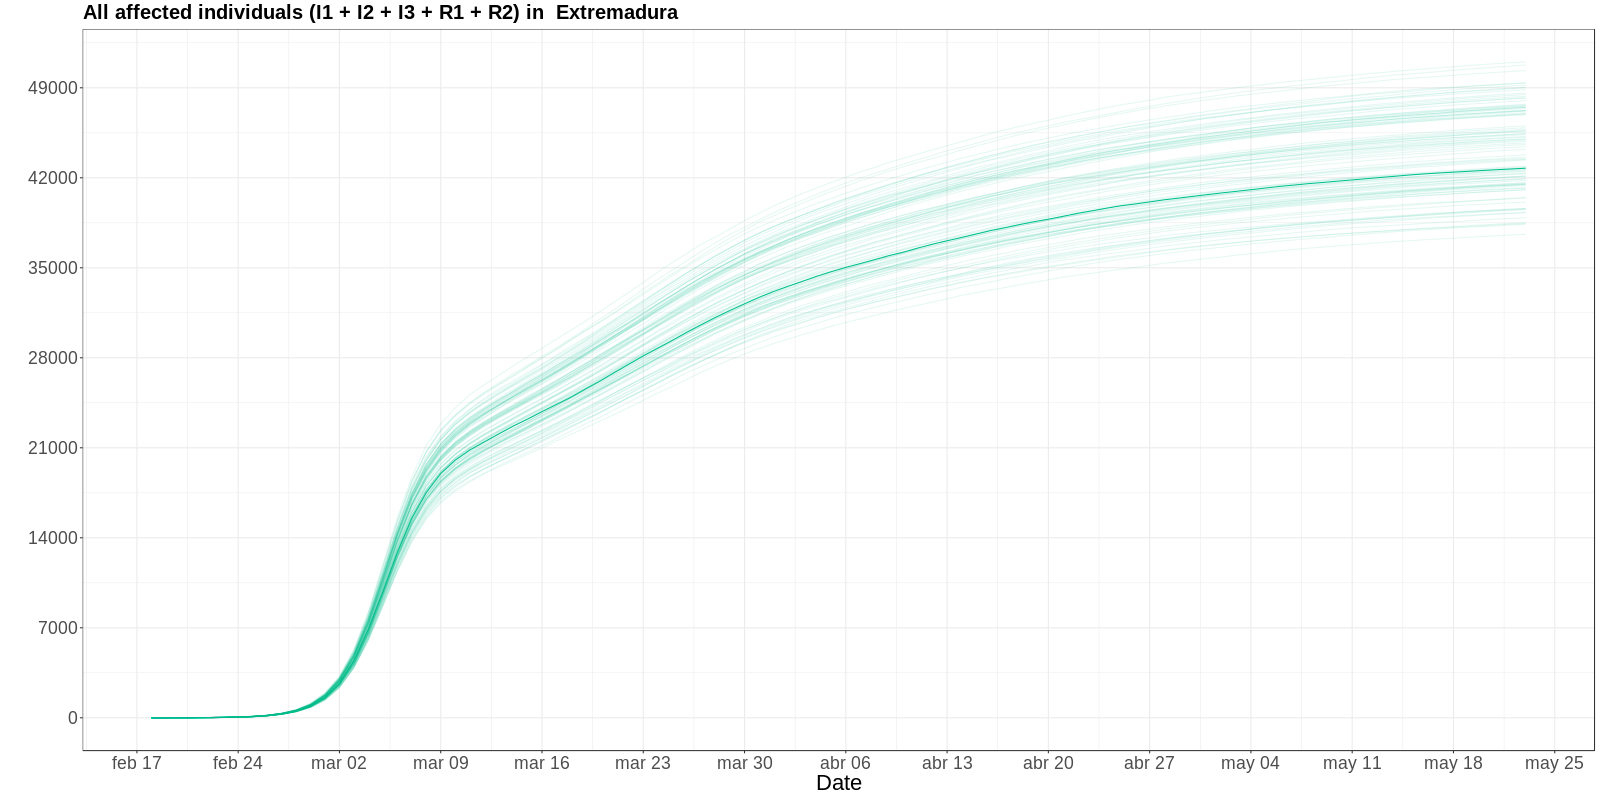 All affected individuals (I1 + I2 + I3 + R1 + R2) in  Extremadura
49000
42000
35000
28000
21000
14000
7000
0
feb 17 feb 24 mar 02 mar 09 mar 16 mar 23 mar 30 abr 06 abr 13 abr 20 abr 27 may 04 may 11 may 18 may 25
Date